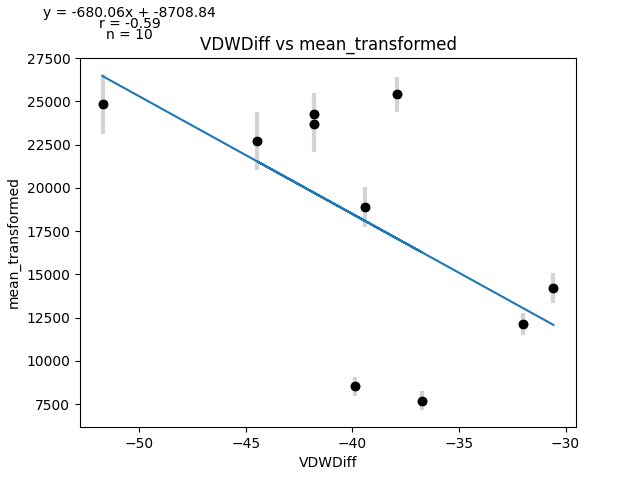 y = -680.06x + -8708.84
r = -0.59
n = 10
VDWDiff vs mean_transformed
27500
25000
22500
20000
17500
15000
12500
10000
7500
mean_transformed
−50
−45
−40
−35
−30
VDWDiff